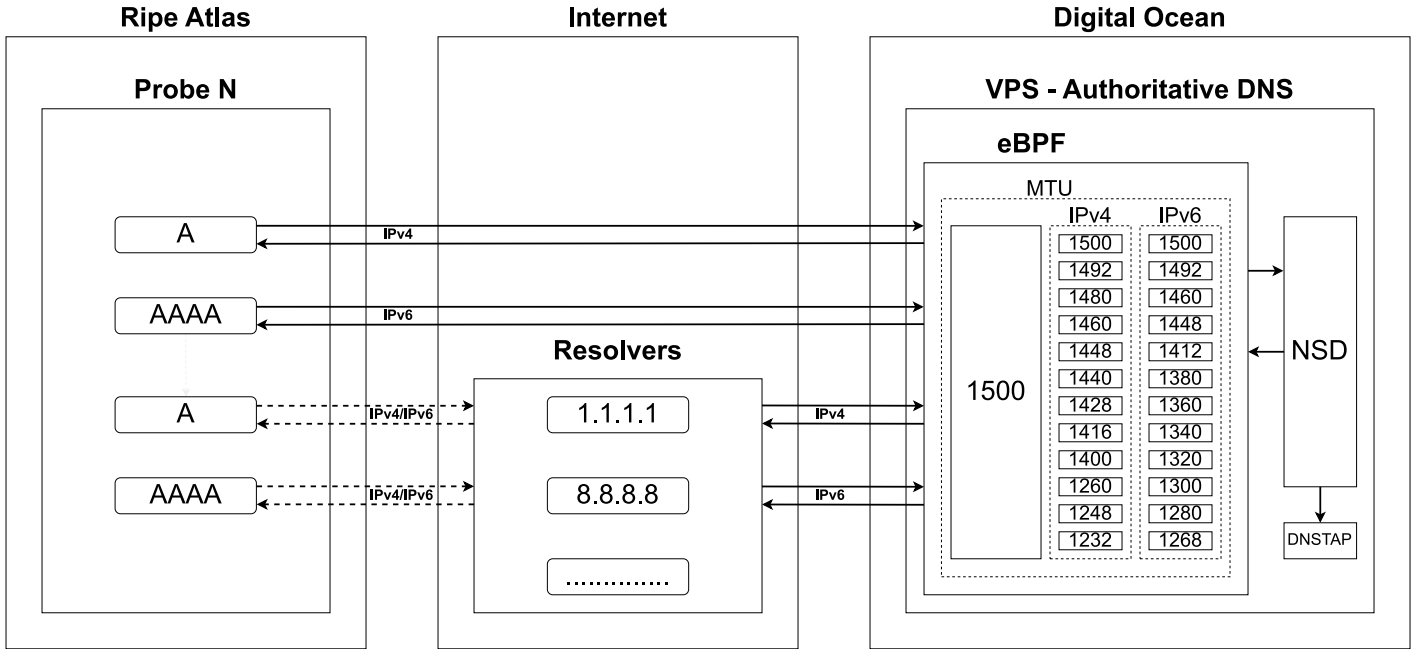 Ripe Atlas
Internet
Digital Ocean
Probe N
VPS - Authoritative DNS
eBPF
MTU
IPv4
IPv6
A
IPv4
AAAA
IPv6
A
IPv4/IPv6
AAAA
IPv4/IPv6
Resolvers
1.1.1.1
IPv4
8.8.8.8
IPv6
..............
1500
1500
1492
1480
1460
1448
1440
1428
1416
1400
1260
1248
1232
1500
1492
1460
1448
1412
1380
1360
1340
1320
1300
1280
1268
NSD
DNSTAP